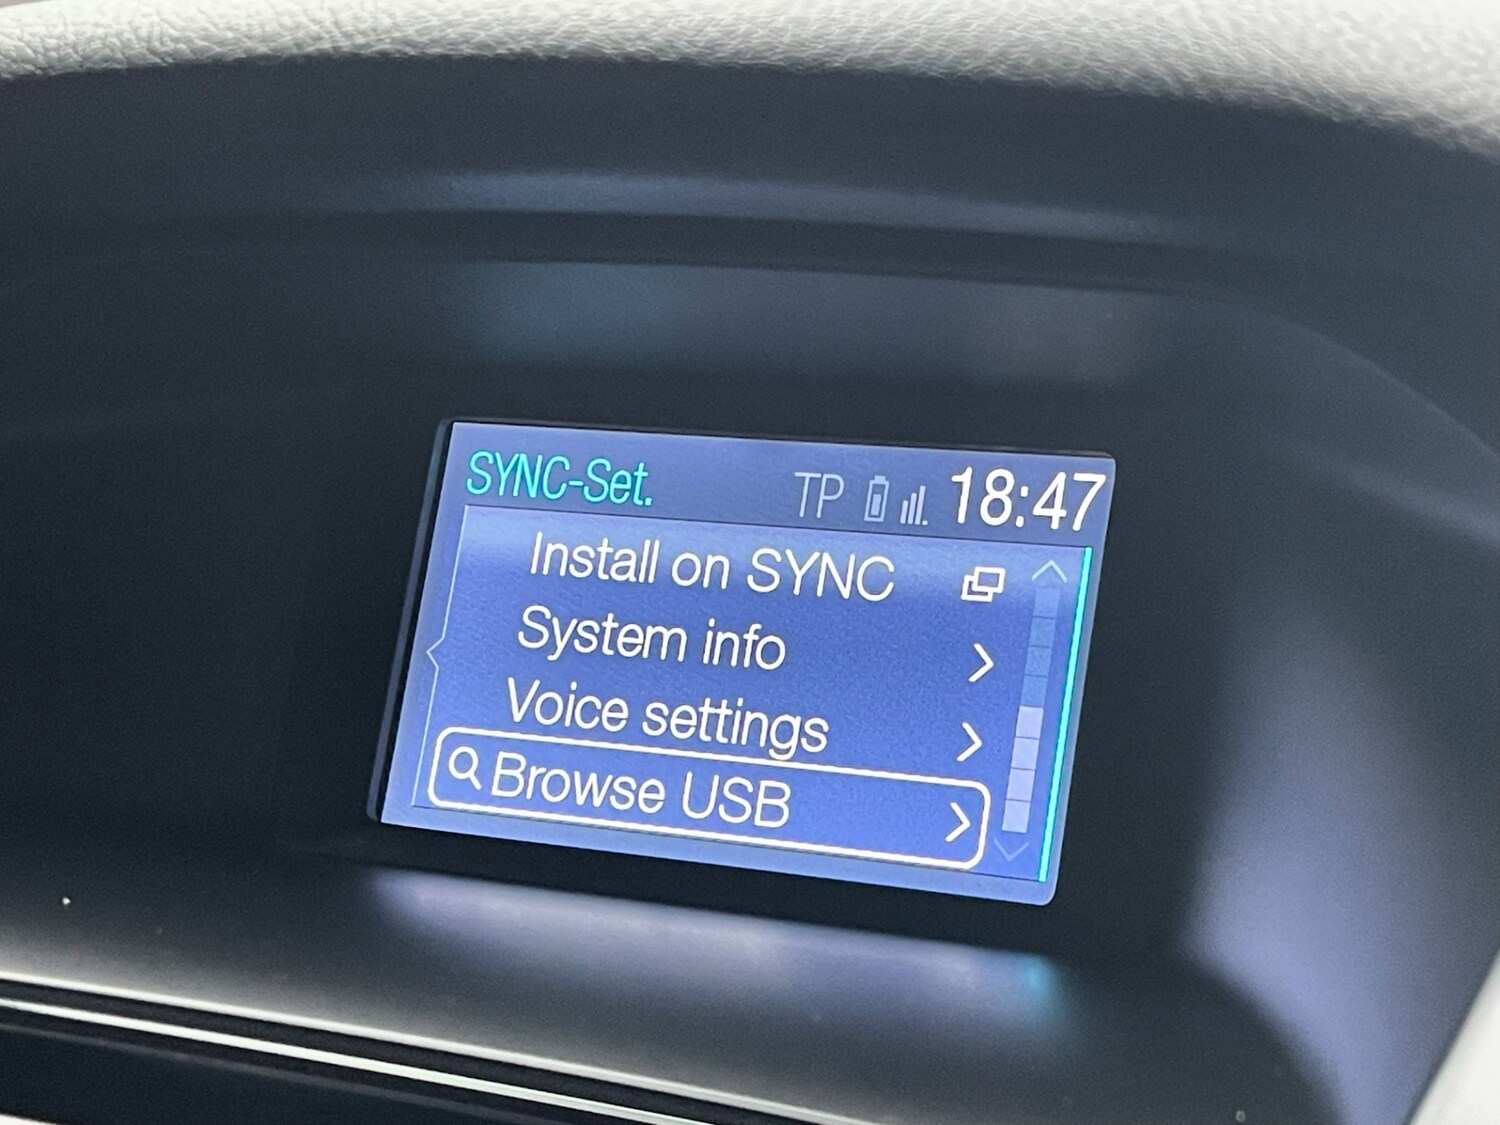 SYNC-Set. TP 18:47
Install on SYNC
System info
Voice settings
Browse USB